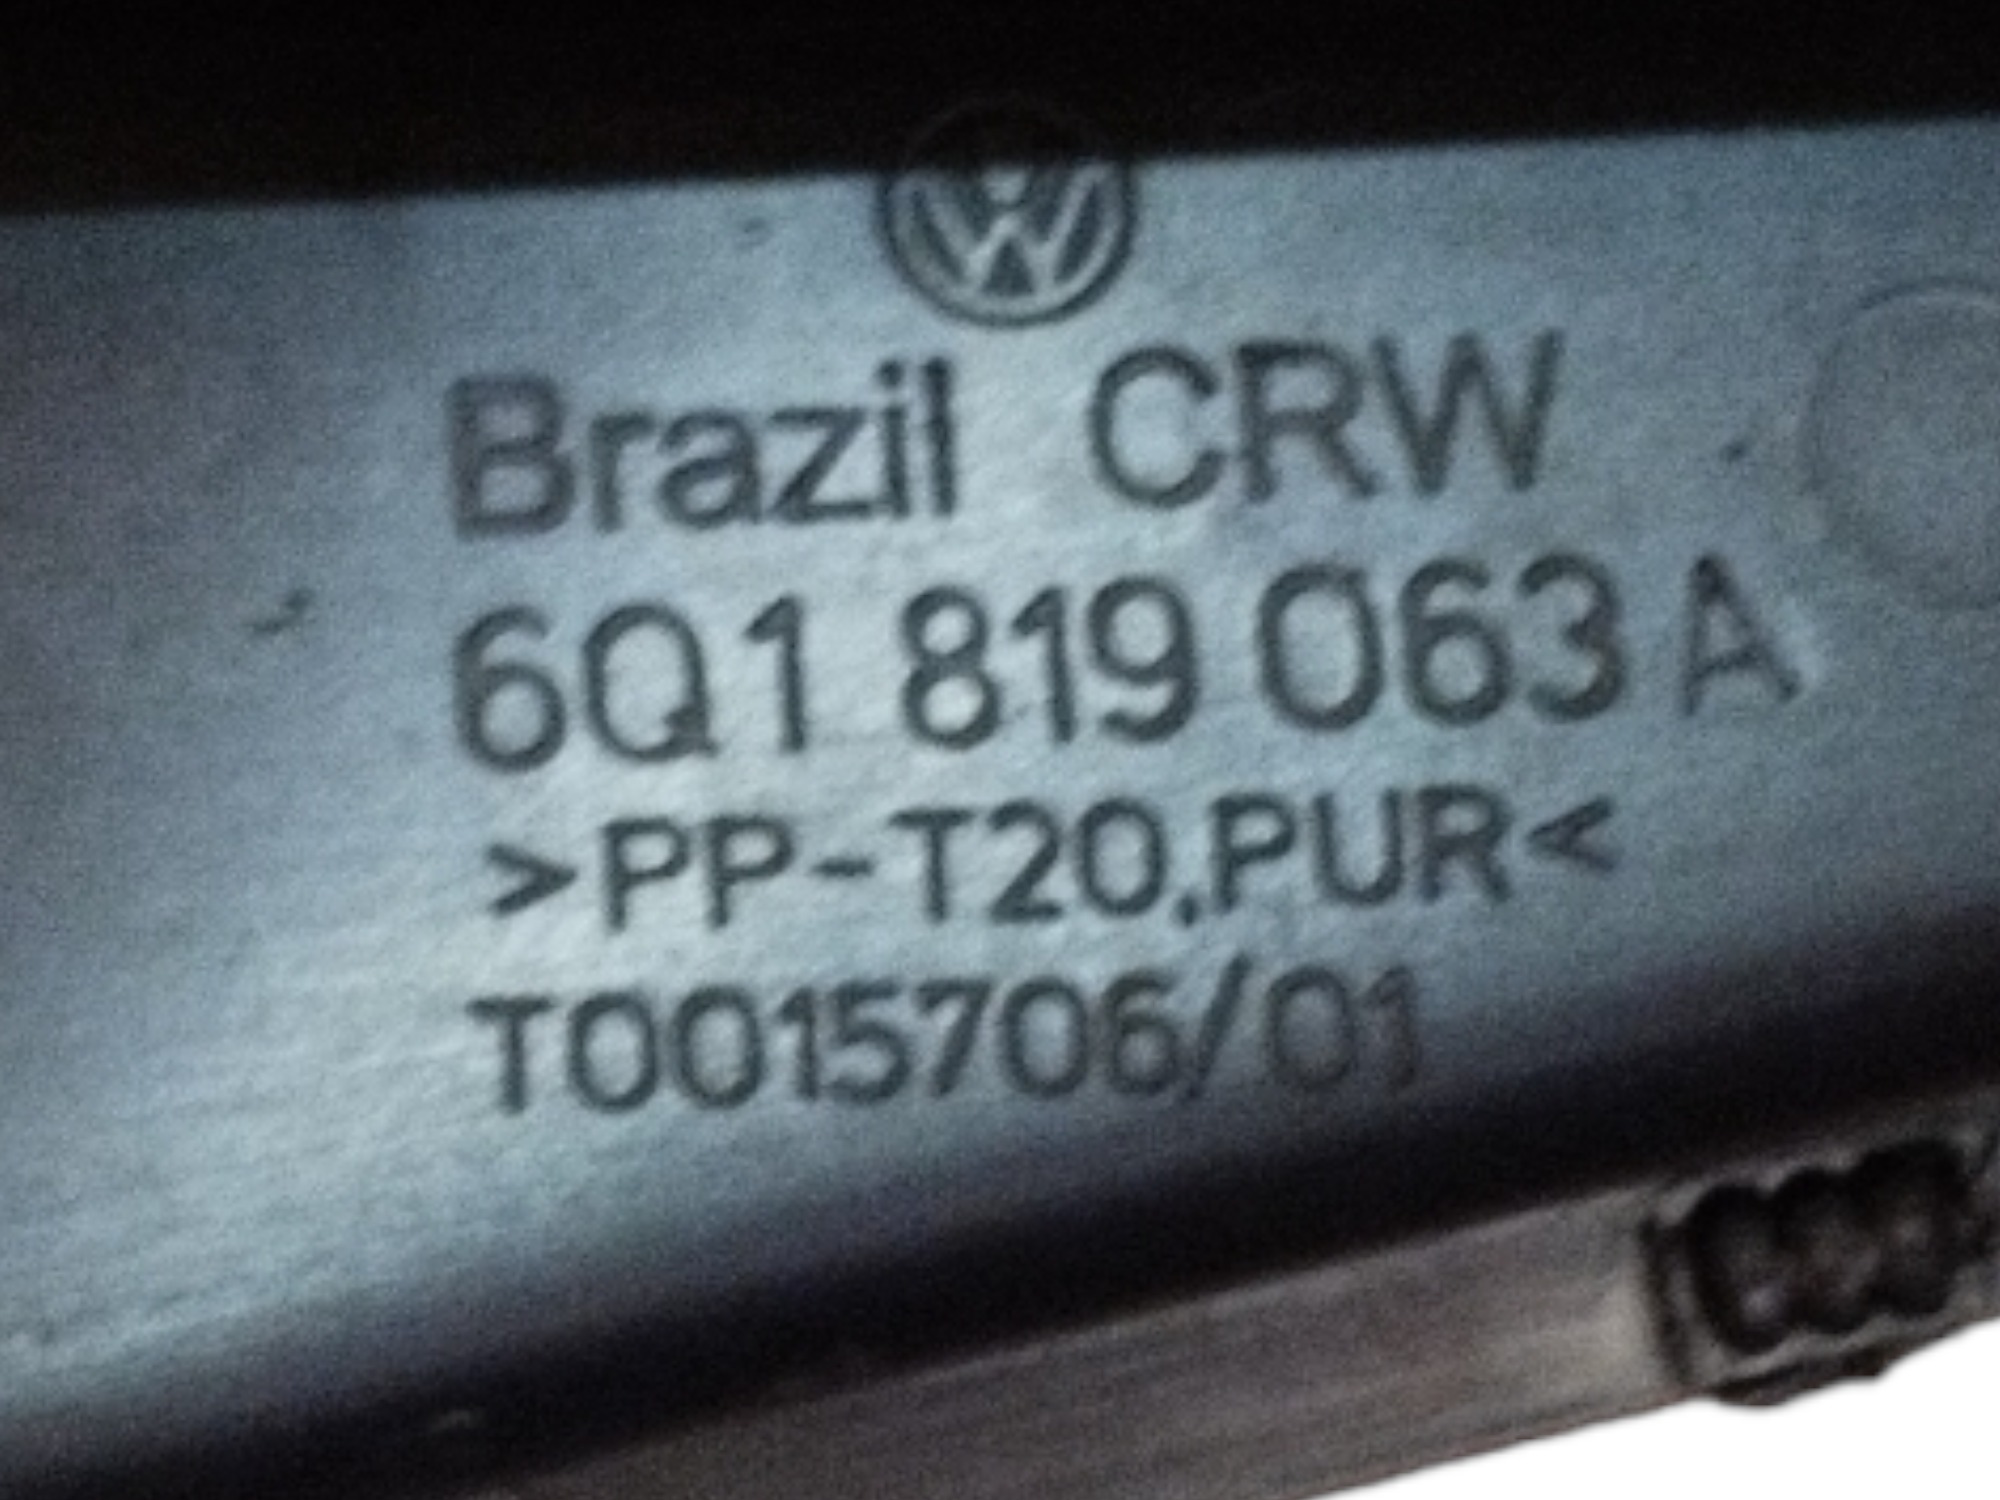 Brazil CRW
6Q1 819 063 A
>PP-T20.PUR<
T0015706/01